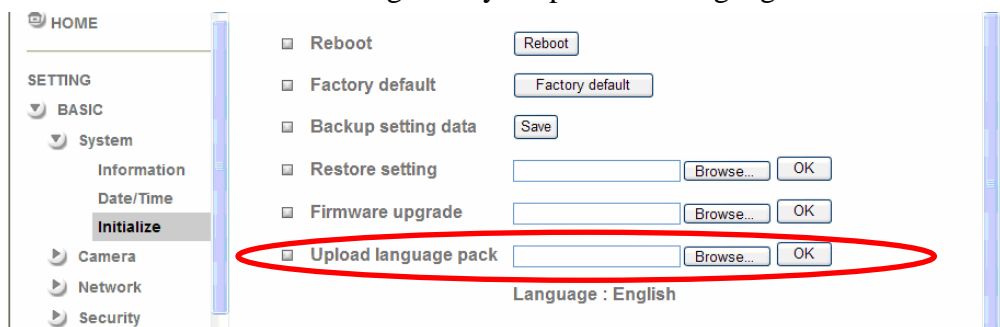 HOME
SETTING
BASIC
System
Information
Date/Time
Initialize
Camera
Network
Security
Reboot Reboot
Factory default Factory default
Backup setting data Save
Restore setting Browse... OK
Firmware upgrade Browse... OK
Upload language pack Browse... OK
Language : English